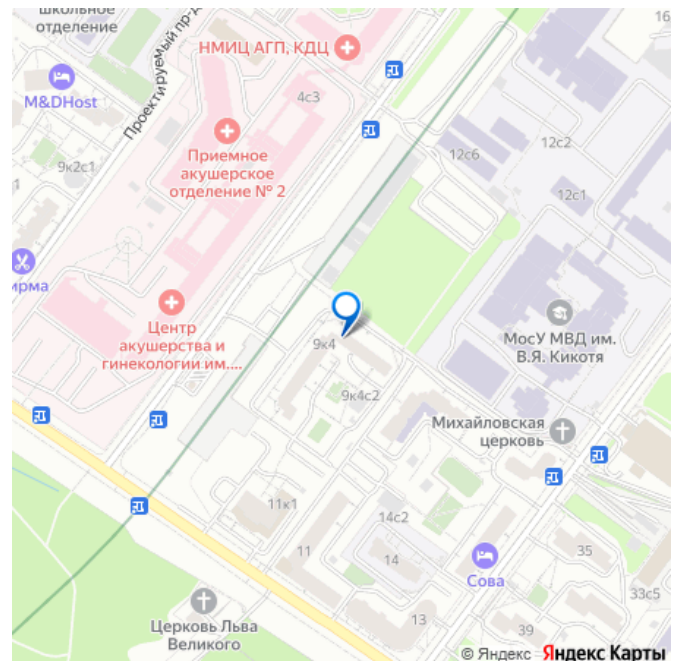 школьное
отделение
НМИЦ АГП, КДЦ
16
M&DHost
Проектируемый пр-д
4с3
Приемное
акушерское
отделение № 2
12с6
12с2
9к2с1
12с1
1
ирма
Центр
акушерства и
гинекологии им....
МосУ МВД им.
В.Я. Кикотя
9к4
9к4с2
Михайловская
церковь
11к1
14с2
11
14
35
Сова
33с5
Церковь Льва
Великого
13
39
© Яндекс Яндекс Карты